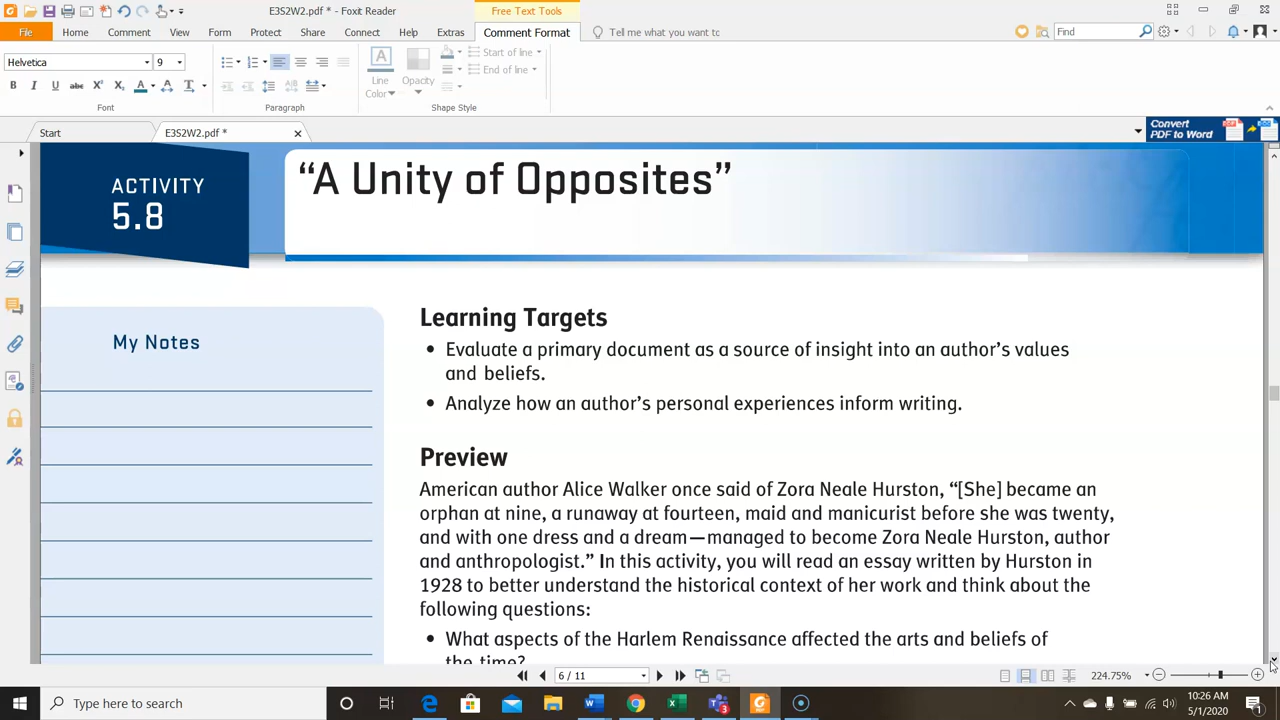 E3S2W2.pdf * - Foxit Reader
Free Text Tools
File
Home
Comment
View
Form
Protect
Share
Connect
Help
Extras
Comment Format
Tell me what you want tc
Find
Helvetica
9
Line
Color
Opacity
Start of line
End of line
Font
Paragraph
Shape Style
Start
E3S2W2.pdf *
Convert
PDF to Word
ACTIVITY
5.8
“A Unity of Opposites”
My Notes
Learning Targets
• Evaluate a primary document as a source of insight into an author’s values
and beliefs.
• Analyze how an author’s personal experiences inform writing.
Preview
American author Alice Walker once said of Zora Neale Hurston, “[She] became an
orphan at nine, a runaway at fourteen, maid and manicurist before she was twenty,
and with one dress and a dream—managed to become Zora Neale Hurston, author
and anthropologist.” In this activity, you will read an essay written by Hurston in
1928 to better understand the historical context of her work and think about the
following questions:
• What aspects of the Harlem Renaissance affected the arts and beliefs of
the time?
6 / 11
224.75%
Type here to search
10:26 AM
5/1/2020